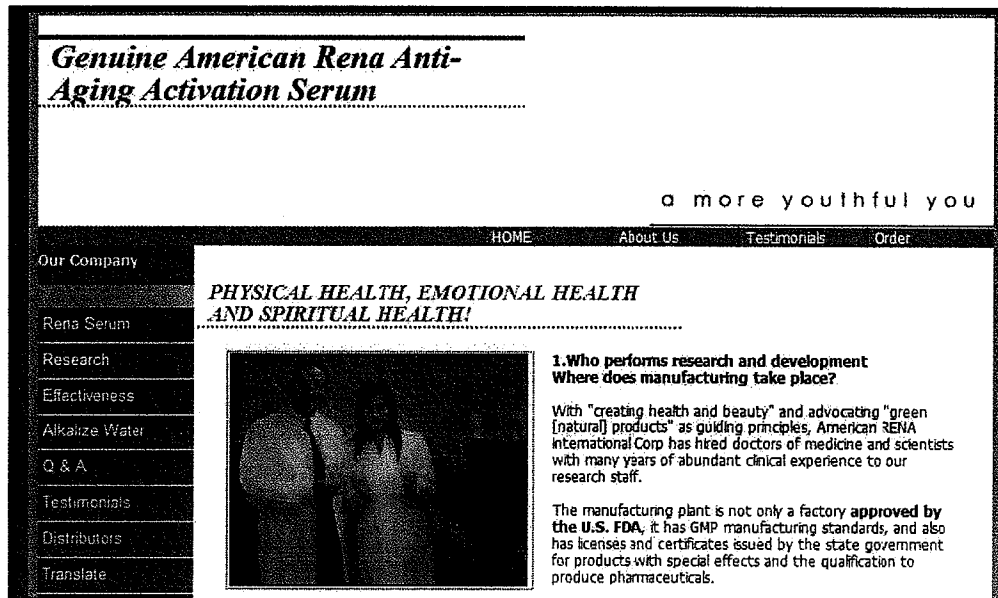 Genuine American Rena Anti-
Aging Activation Serum
a more youthful you
HOME About Us Testimonials Order
Our Company
Rena Serum
Research
Effectiveness
Alkalize Water
Q & A
Testimonials
Distributors
Translate
PHYSICAL HEALTH, EMOTIONAL HEALTH
AND SPIRITUAL HEALTH!
1.Who performs research and development
Where does manufacturing take place?
With "creating health and beauty" and advocating "green
[natural] products" as guiding principles, American RENA
International Corp has hired doctors of medicine and scientists
with many years of abundant clinical experience to our
research staff.
The manufacturing plant is not only a factory approved by
the U.S. FDA, it has GMP manufacturing standards, and also
has licenses and certificates issued by the state government
for products with special effects and the qualification to
produce pharmaceuticals.